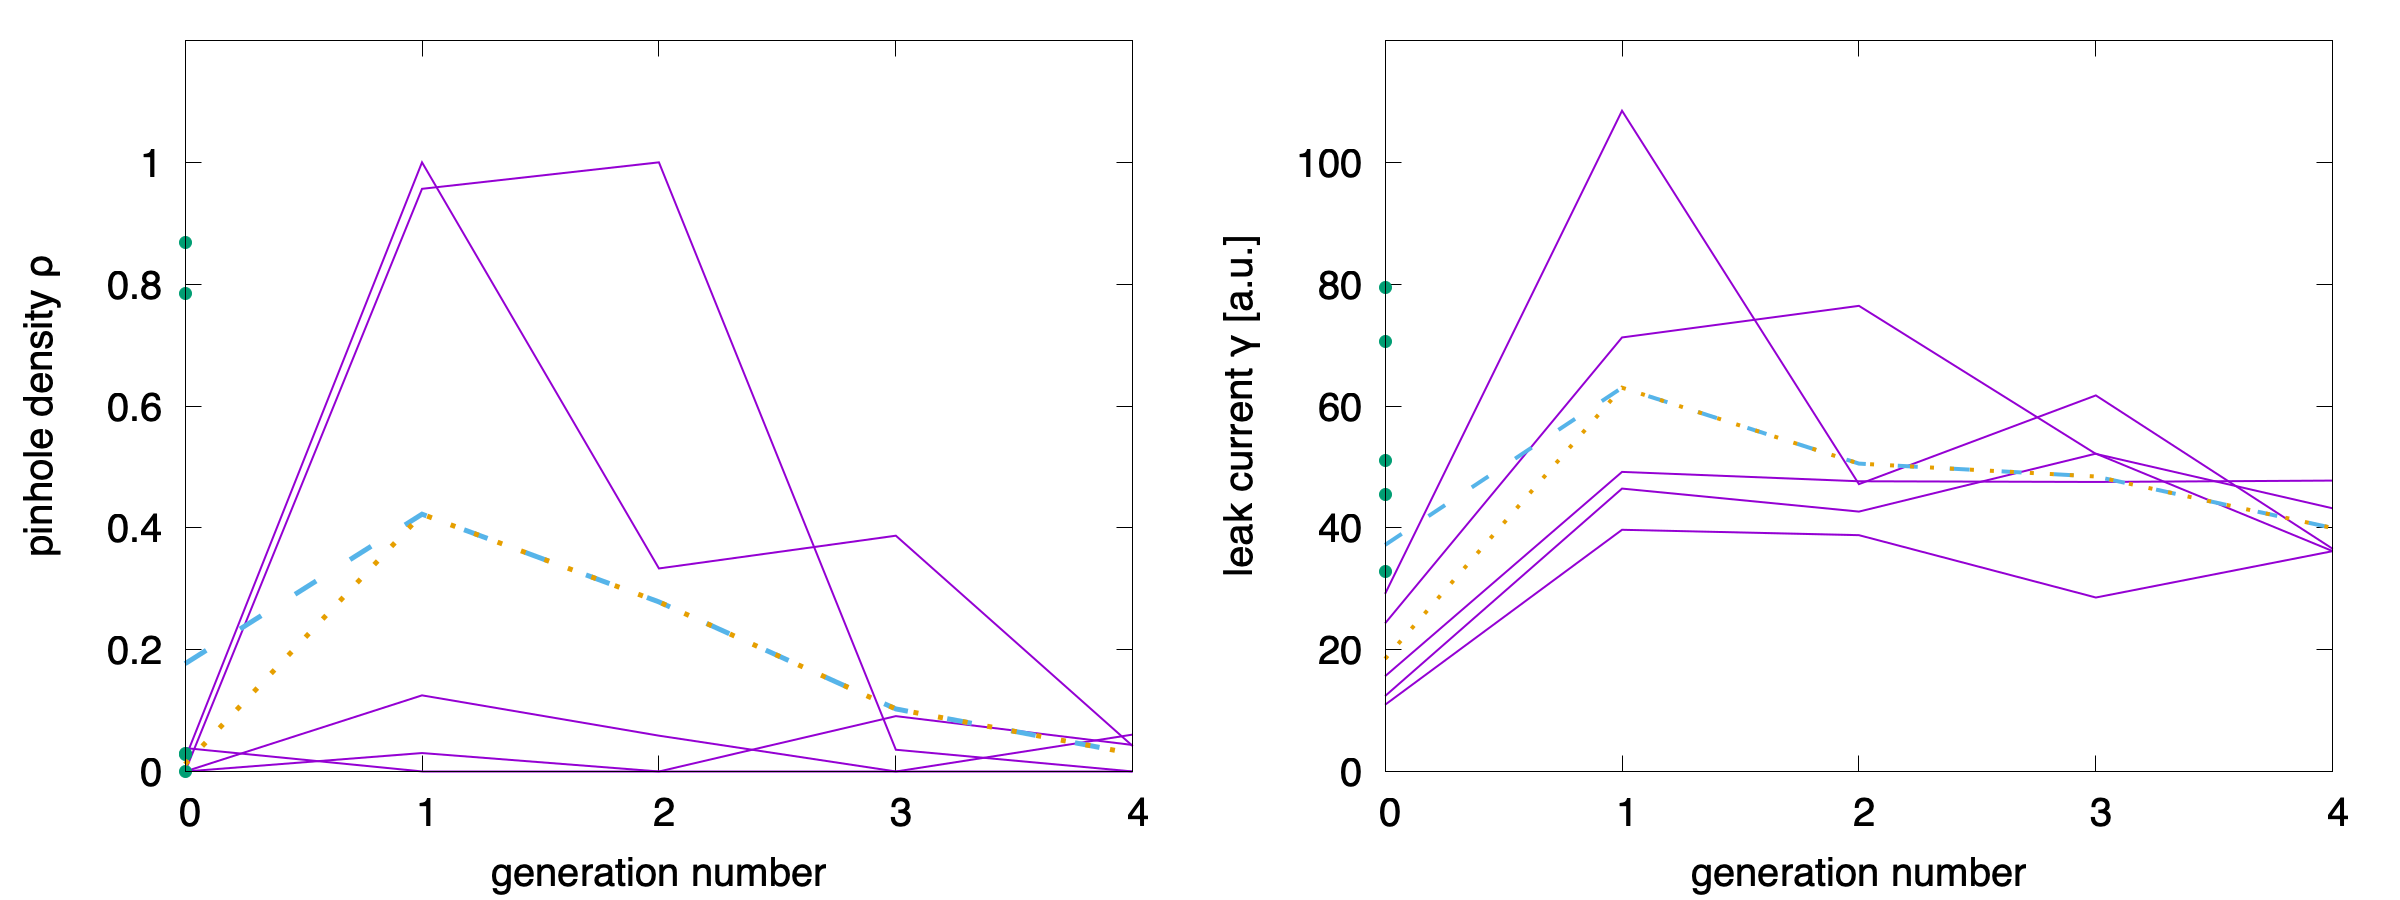 pinhole density ρ
1
0.8
0.6
0.4
0.2
0
0 1 2 3 4
generation number
leak current γ [a.u.]
100
80
60
40
20
0
0 1 2 3 4
generation number